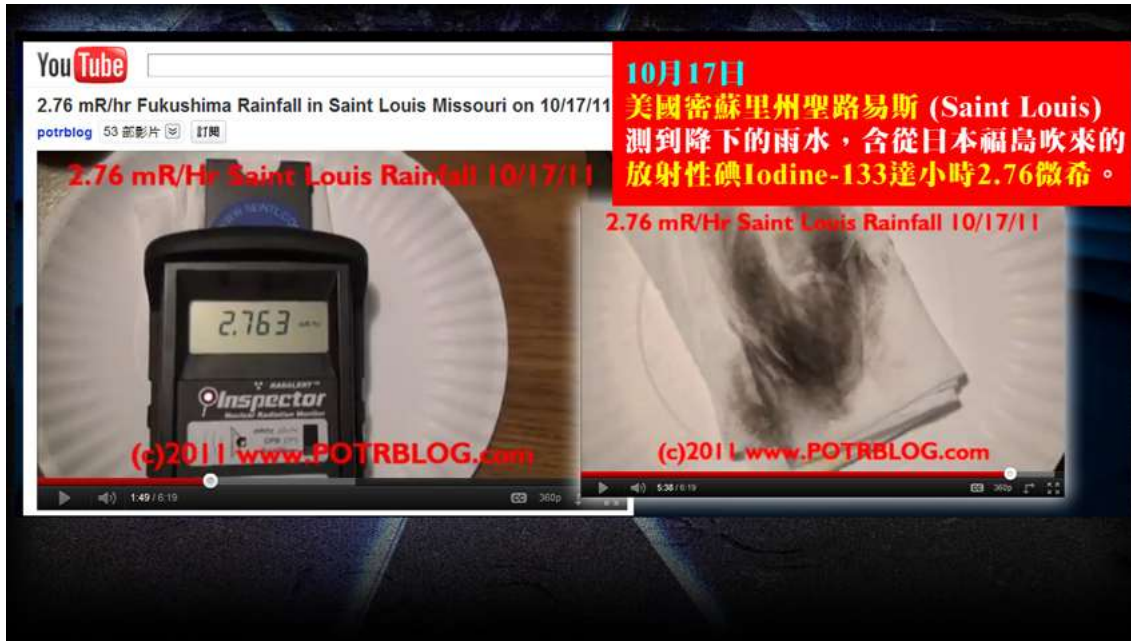 YouTube
2.76 mR/hr Fukushima Rainfall in Saint Louis Missouri on 10/17/11
potrblog 53 部影片 訂閱
2.76 mR/Hr Saint Louis Rainfall 10/17/11
2.763
RADALERT™
Inspector
Nuclear Radiation Monitor
(c)2011 www.POTRBLOG.com
1:49 / 6:19
CC 360p
10月17日
美國密蘇里州聖路易斯 (Saint Louis)
測到降下的雨水，含從日本福島吹來的
放射性碘Iodine-133達小時2.76微希。
2.76 mR/Hr Saint Louis Rainfall 10/17/11
(c)2011 www.POTRBLOG.com
5:38 / 6:19
CC 360p